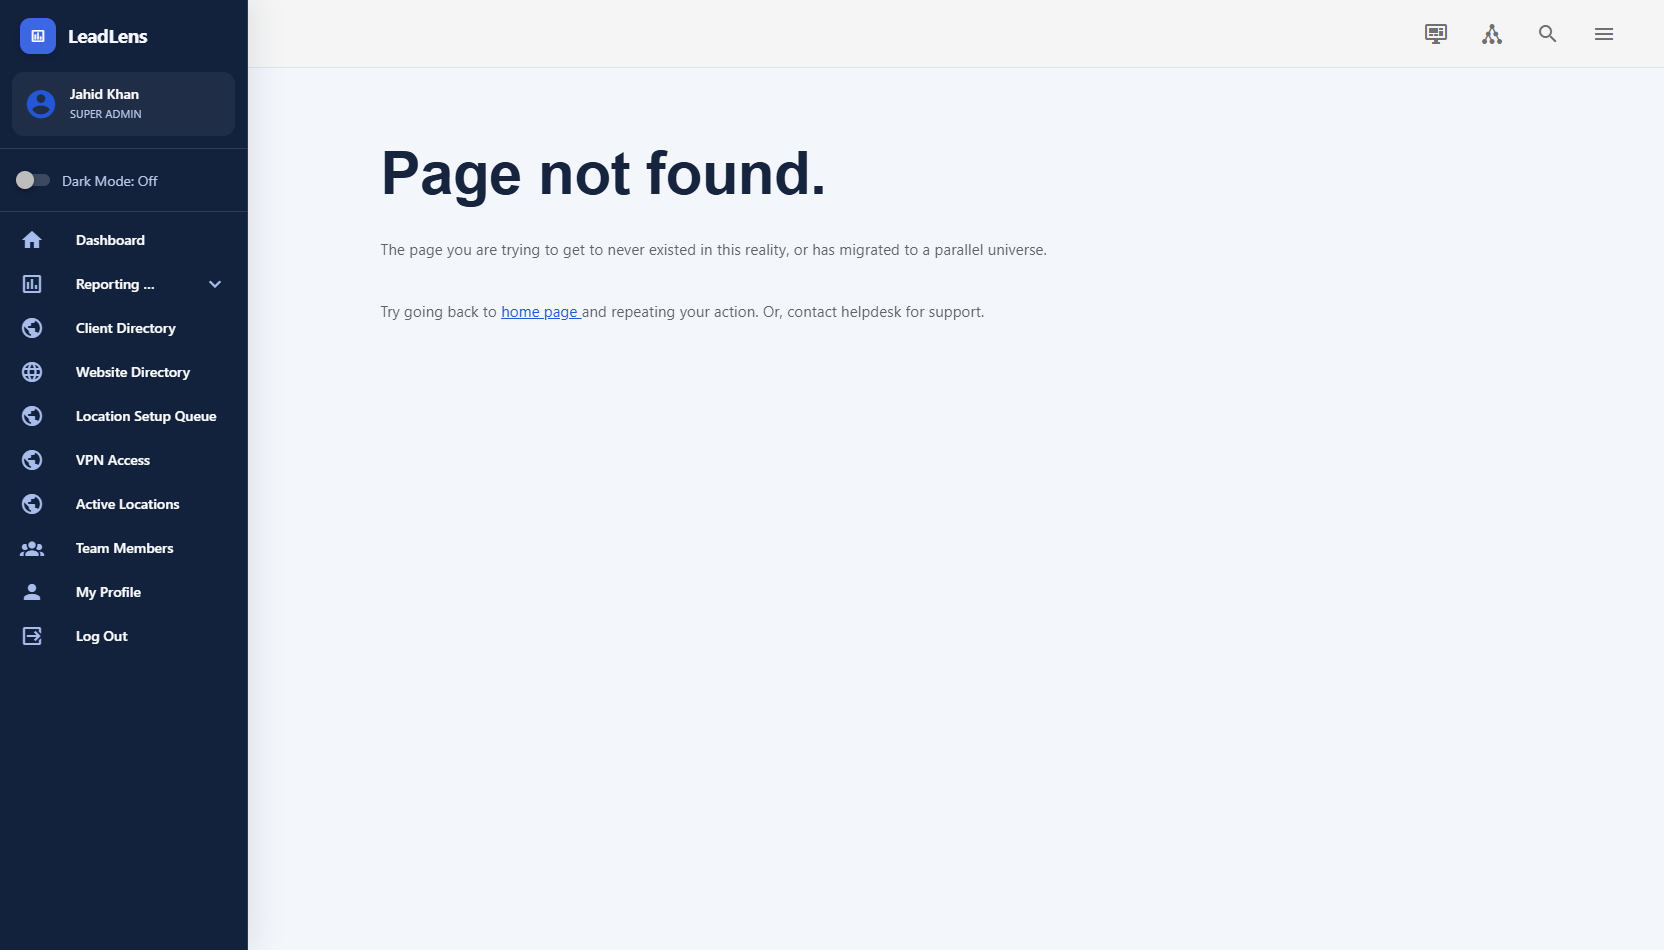 LeadLens
Jahid Khan
SUPER ADMIN
Dark Mode: Off
Dashboard
Reporting ...
Client Directory
Website Directory
Location Setup Queue
VPN Access
Active Locations
Team Members
My Profile
Log Out
Page not found.
The page you are trying to get to never existed in this reality, or has migrated to a parallel universe.
Try going back to home page and repeating your action. Or, contact helpdesk for support.